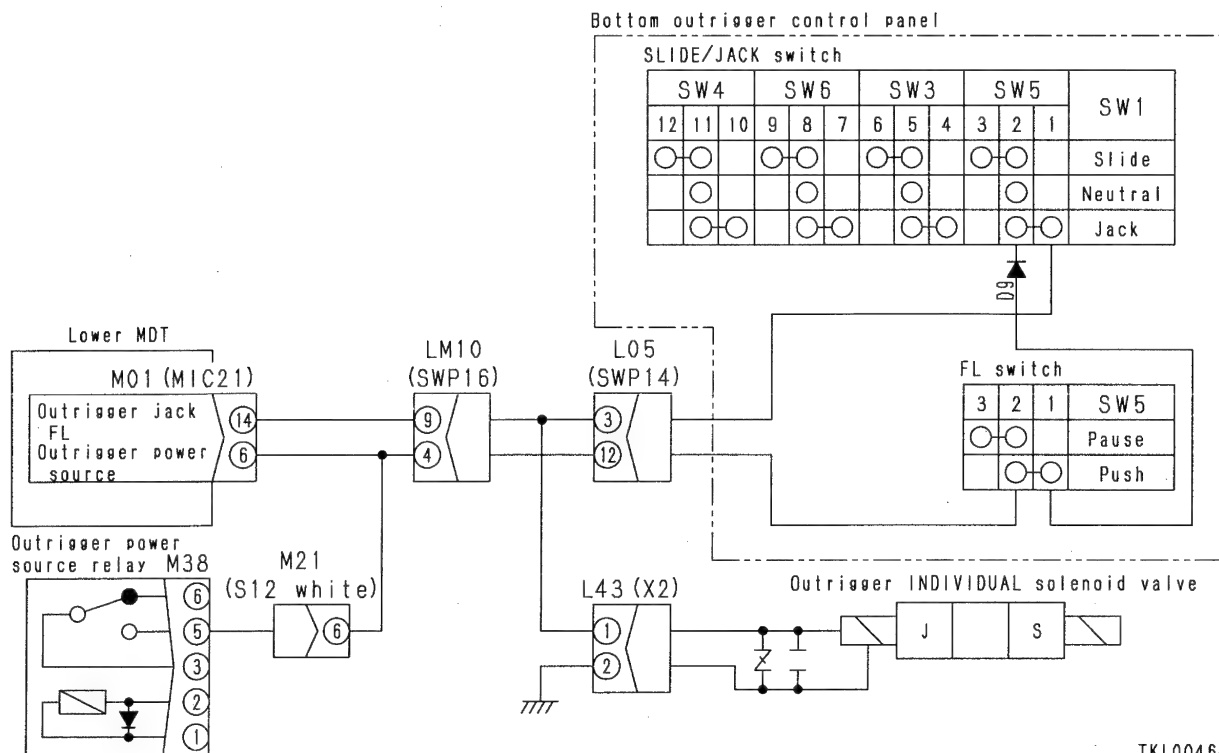 Bottom outrigger control panel
SLIDE/JACK switch
SW4 SW6 SW3 SW5 SW1
12 11 10 9 8 7 6 5 4 3 2 1
Slide
Neutral
Jack
D9
Lower MDT
M01 (MIC21)
Outrigger jack
FL
Outrigger power
source
14
6
LM10
(SWP16)
9
4
L05
(SWP14)
3
12
FL switch
3 2 1 SW5
Pause
Push
Outrigger power
source relay M38
6
5
3
2
1
M21
(S12 white)
6
L43 (X2)
1
2
Outrigger INDIVIDUAL solenoid valve
J S
TKL0046